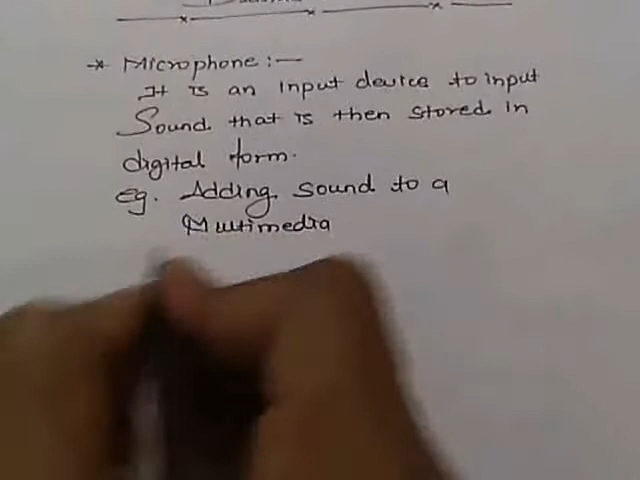 * Microphone :-
It is an input device to input
Sound that is then stored in
digital form.
eg. Adding sound to a
Multimedia